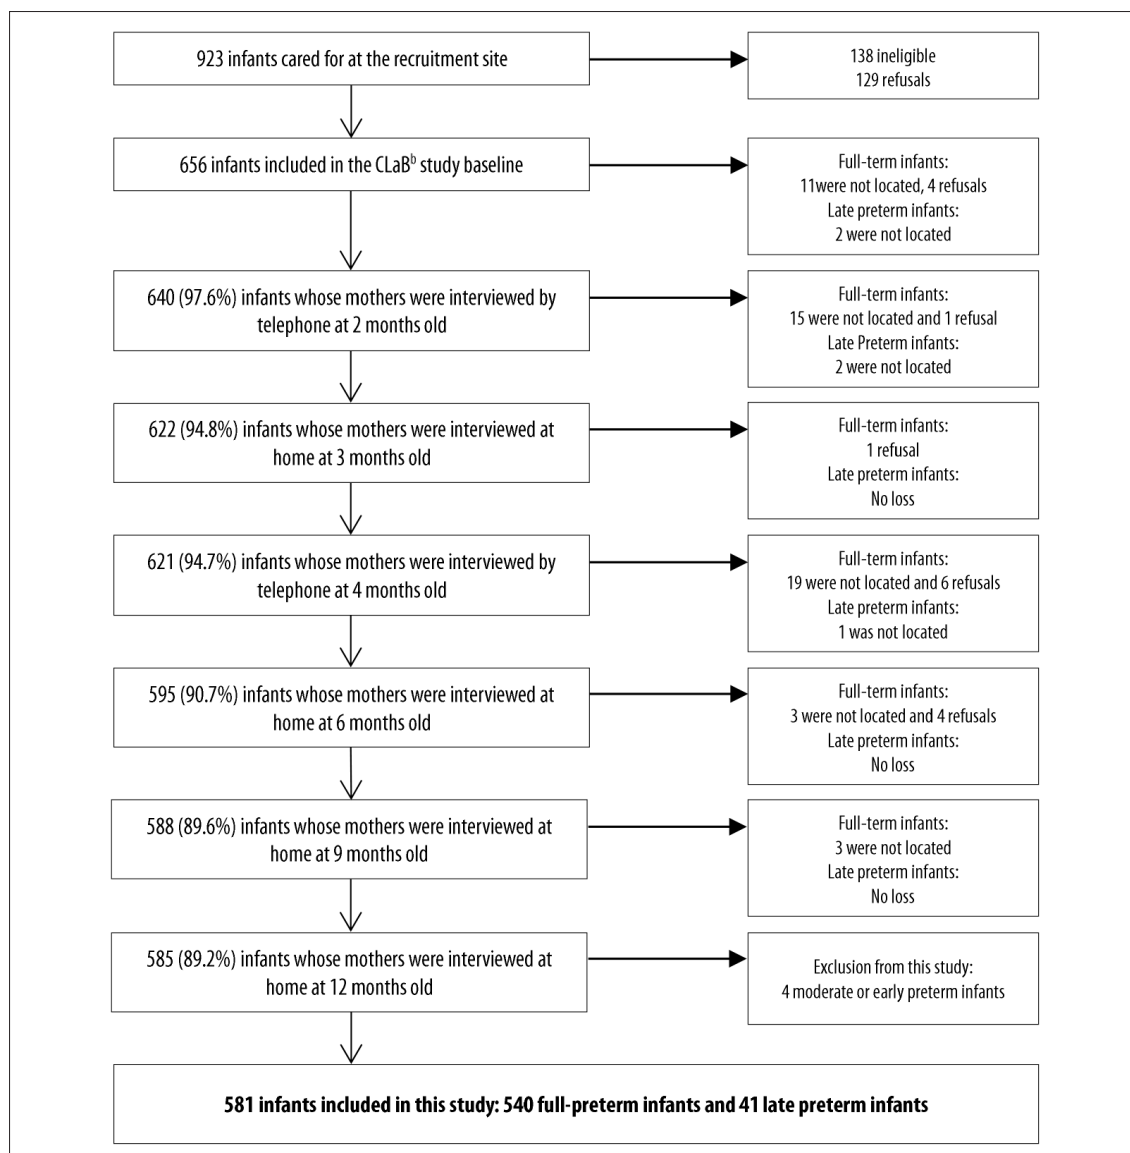 923 infants cared for at the recruitment site
138 ineligible
129 refusals
656 infants included in the CLaBᵇ study baseline
Full-term infants:
11were not located, 4 refusals
Late preterm infants:
2 were not located
640 (97.6%) infants whose mothers were interviewed by
telephone at 2 months old
Full-term infants:
15 were not located and 1 refusal
Late Preterm infants:
2 were not located
622 (94.8%) infants whose mothers were interviewed at
home at 3 months old
Full-term infants:
1 refusal
Late preterm infants:
No loss
621 (94.7%) infants whose mothers were interviewed by
telephone at 4 months old
Full-term infants:
19 were not located and 6 refusals
Late preterm infants:
1 was not located
595 (90.7%) infants whose mothers were interviewed at
home at 6 months old
Full-term infants:
3 were not located and 4 refusals
Late preterm infants:
No loss
588 (89.6%) infants whose mothers were interviewed at
home at 9 months old
Full-term infants:
3 were not located
Late preterm infants:
No loss
585 (89.2%) infants whose mothers were interviewed at
home at 12 months old
Exclusion from this study:
4 moderate or early preterm infants
581 infants included in this study: 540 full-preterm infants and 41 late preterm infants